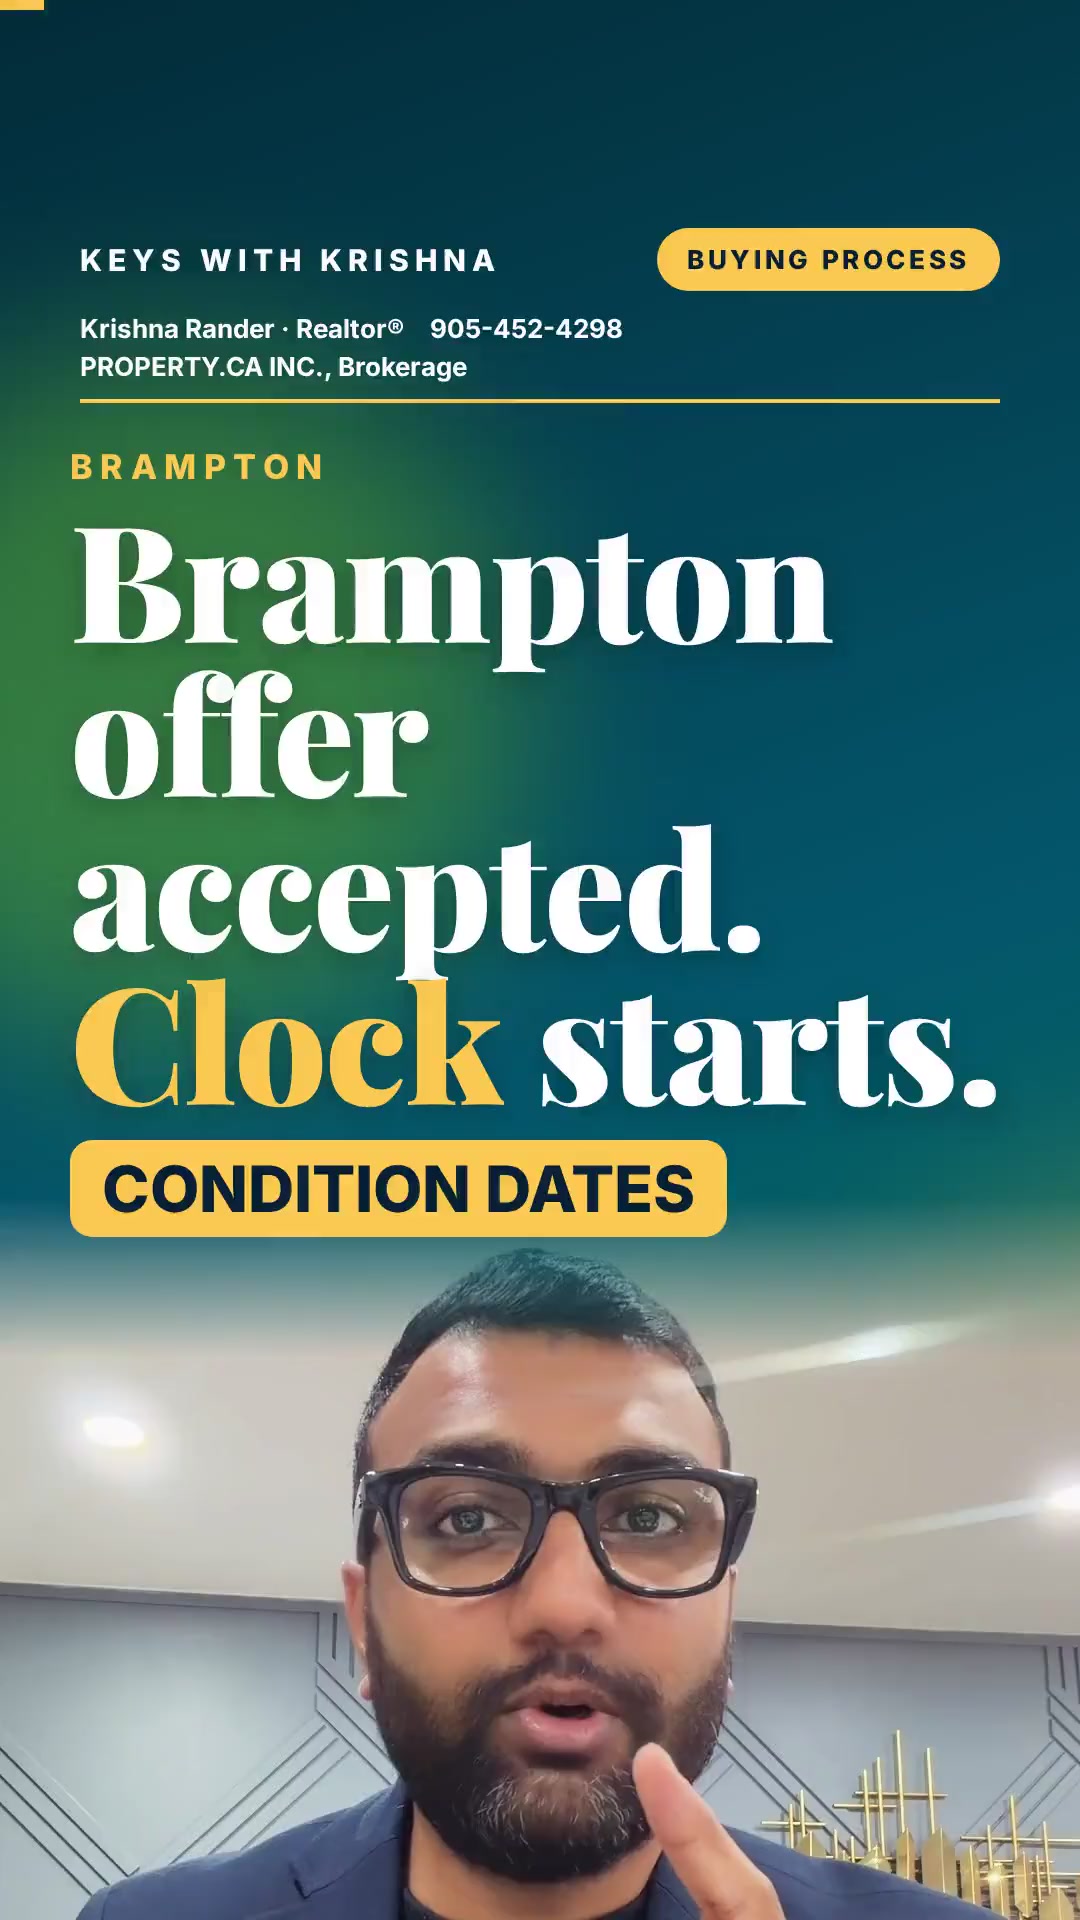 KEYS WITH KRISHNA
BUYING PROCESS
Krishna Rander · Realtor® 905-452-4298
PROPERTY.CA INC., Brokerage
BRAMPTON
Brampton
offer
accepted.
Clock starts.
CONDITION DATES